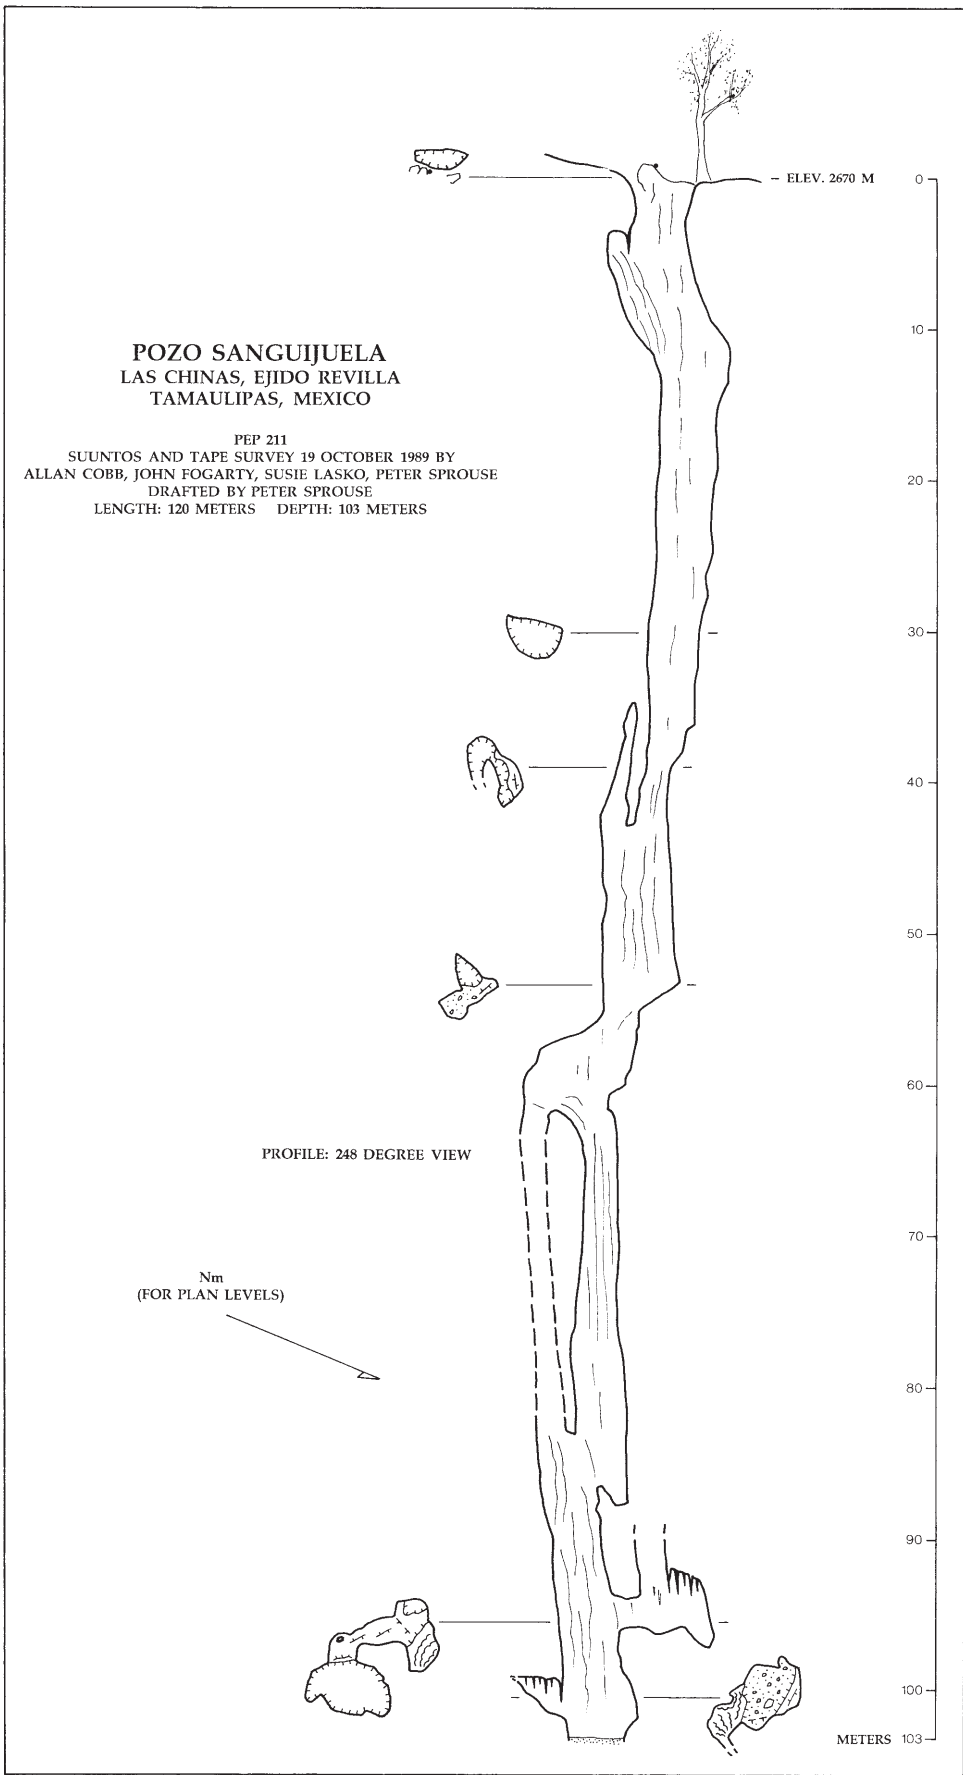 ELEV. 2670 M
0
10
POZO SANGUIJUELA
LAS CHINAS, EJIDO REVILLA
TAMAULIPAS, MEXICO
PEP 211
SUUNTOS AND TAPE SURVEY 19 OCTOBER 1989 BY
ALLAN COBB, JOHN FOGARTY, SUSIE LASKO, PETER SPROUSE
DRAFTED BY PETER SPROUSE
LENGTH: 120 METERS DEPTH: 103 METERS
20
30
40
50
60
PROFILE: 248 DEGREE VIEW
70
Nm
(FOR PLAN LEVELS)
80
90
100
METERS 103